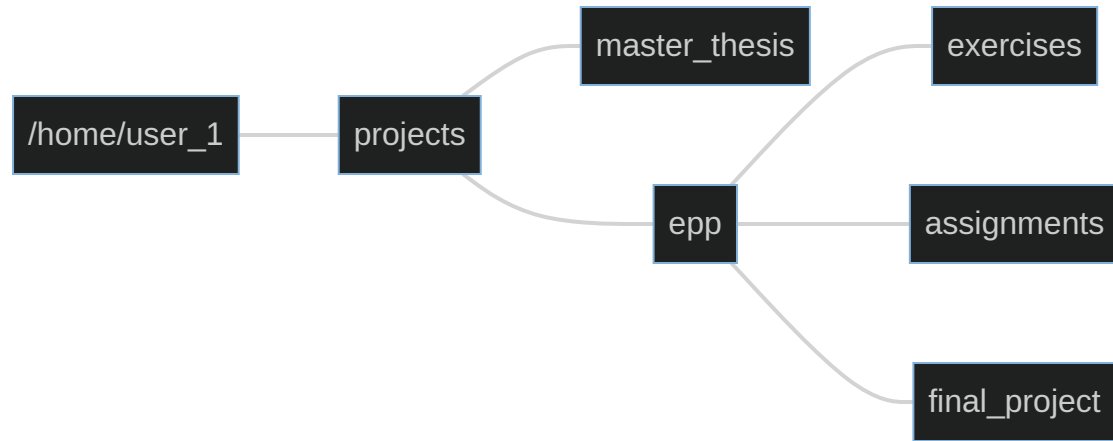 /home/user_1
projects
master_thesis
epp
exercises
assignments
final_project